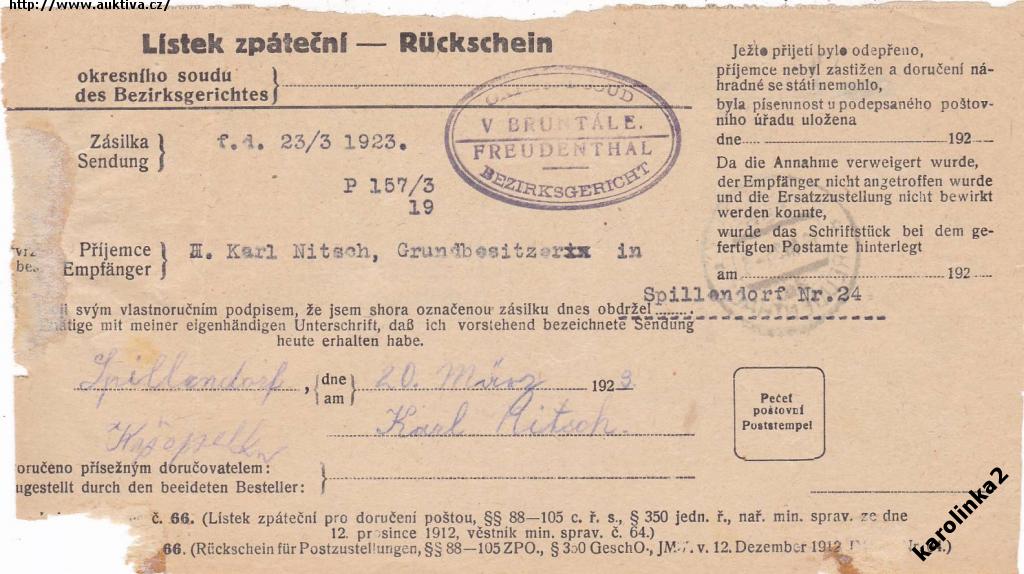 http://www.auktiva.cz/
Lístek zpáteční — Rückschein
okresního soudu
des Bezirksgerichtes
SOUD
V BRUNTÁLE.
FREUDENTHAL
BEZIRKSGERICHT
Zásilka
Sendung
f.d. 23/3 1923.
P 157/3
19
Příjemce
Empfänger
H. Karl Nitsch, Grundbesitzer in
Spillendorf Nr.24
svým vlastnoručním podpisem, že jsem shora označenou zásilku dnes obdržel
mit meiner eigenhändigen Unterschrift, daß ich vorstehend bezeichnete Sendung
heute erhalten habe.
Spillendorf, dne
am 20. März 1923
Karl Nitsch.
oručeno přísežným doručovatelem:
ugestellt durch den beeideten Besteller:
Ježto přijetí bylo odepřeno,
příjemce nebyl zastižen a doručení ná-
hradné se státi nemohlo,
byla písemnost u podepsaného poštov-
ního úřadu uložena
dne 192
Da die Annahme verweigert wurde,
der Empfänger nicht angetroffen wurde
und die Ersatzzustellung nicht bewirkt
werden konnte,
wurde das Schriftstück bei dem ge-
fertigten Postamte hinterlegt
am 192
Pečeť
poštovní
Poststempel
č. 66. (Lístek zpáteční pro doručení poštou, §§ 88—105 c. ř. s., § 350 jedn. ř., nař. min. sprav. ze dne
12. prosince 1912, věstník min. sprav. č. 64.)
66. (Rückschein für Postzustellungen, §§ 88—105 ZPO., § 350 GeschO., v. 12. Dezember 1912
karolinka2